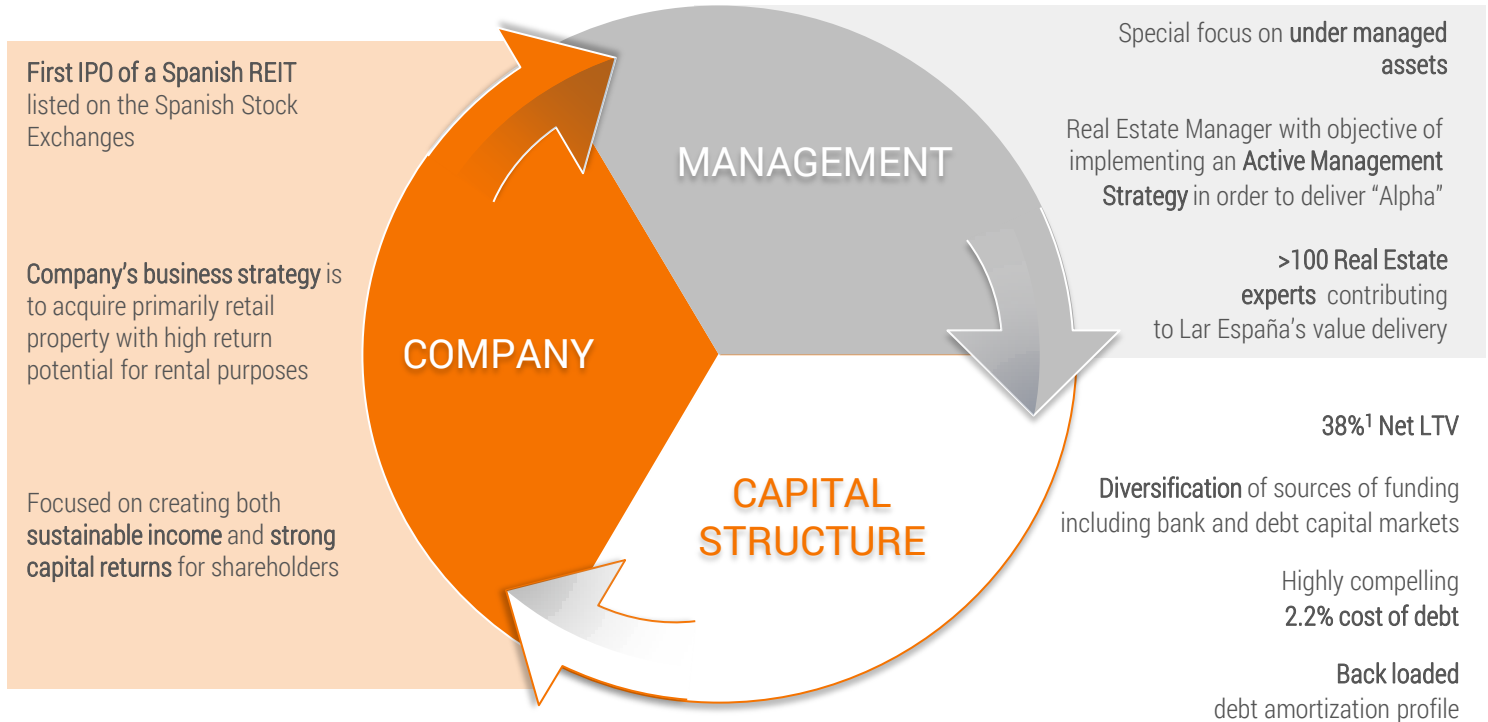 First IPO of a Spanish REIT
listed on the Spanish Stock
Exchanges
Company's business strategy is
to acquire primarily retail
property with high return
potential for rental purposes
Focused on creating both
sustainable income and strong
capital returns for shareholders
COMPANY
MANAGEMENT
CAPITAL
STRUCTURE
Special focus on under managed
assets
Real Estate Manager with objective of
implementing an Active Management
Strategy in order to deliver “Alpha”
>100 Real Estate
experts contributing
to Lar España's value delivery
38%¹ Net LTV
Diversification of sources of funding
including bank and debt capital markets
Highly compelling
2.2% cost of debt
Back loaded
debt amortization profile